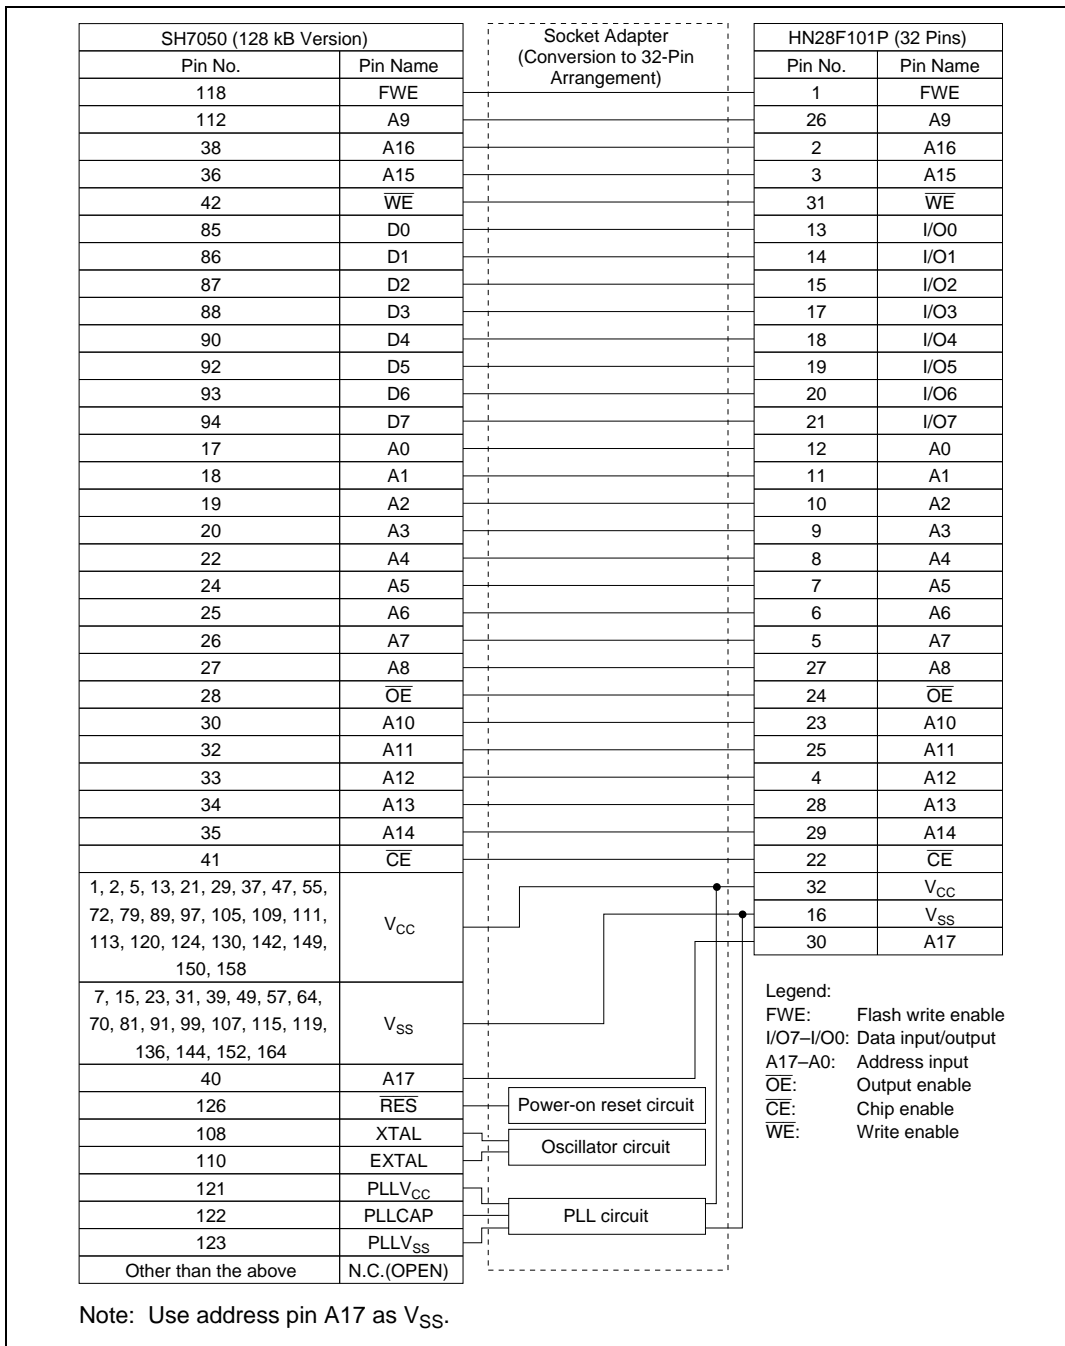 SH7050 (128 kB Version) Socket Adapter (Conversion to 32-Pin Arrangement) HN28F101P (32 Pins)
Pin No. Pin Name Pin No. Pin Name
118 FWE 1 FWE
112 A9 26 A9
38 A16 2 A16
36 A15 3 A15
42 W̅E̅ 31 W̅E̅
85 D0 13 I/O0
86 D1 14 I/O1
87 D2 15 I/O2
88 D3 17 I/O3
90 D4 18 I/O4
92 D5 19 I/O5
93 D6 20 I/O6
94 D7 21 I/O7
17 A0 12 A0
18 A1 11 A1
19 A2 10 A2
20 A3 9 A3
22 A4 8 A4
24 A5 7 A5
25 A6 6 A6
26 A7 5 A7
27 A8 27 A8
28 O̅E̅ 24 O̅E̅
30 A10 23 A10
32 A11 25 A11
33 A12 4 A12
34 A13 28 A13
35 A14 29 A14
41 C̅E̅ 22 C̅E̅
1, 2, 5, 13, 21, 29, 37, 47, 55,
72, 79, 89, 97, 105, 109, 111,
113, 120, 124, 130, 142, 149,
150, 158
VCC
32 VCC
16 VSS
30 A17
7, 15, 23, 31, 39, 49, 57, 64,
70, 81, 91, 99, 107, 115, 119,
136, 144, 152, 164
VSS
40 A17
126 R̅E̅S̅ Power-on reset circuit
108 XTAL
Oscillator circuit
110 EXTAL
121 PLLVCC
122 PLLCAP PLL circuit
123 PLLVSS
Other than the above N.C.(OPEN)
Legend:
FWE: Flash write enable
I/O7–I/O0: Data input/output
A17–A0: Address input
O̅E̅: Output enable
C̅E̅: Chip enable
W̅E̅: Write enable
Note: Use address pin A17 as VSS.